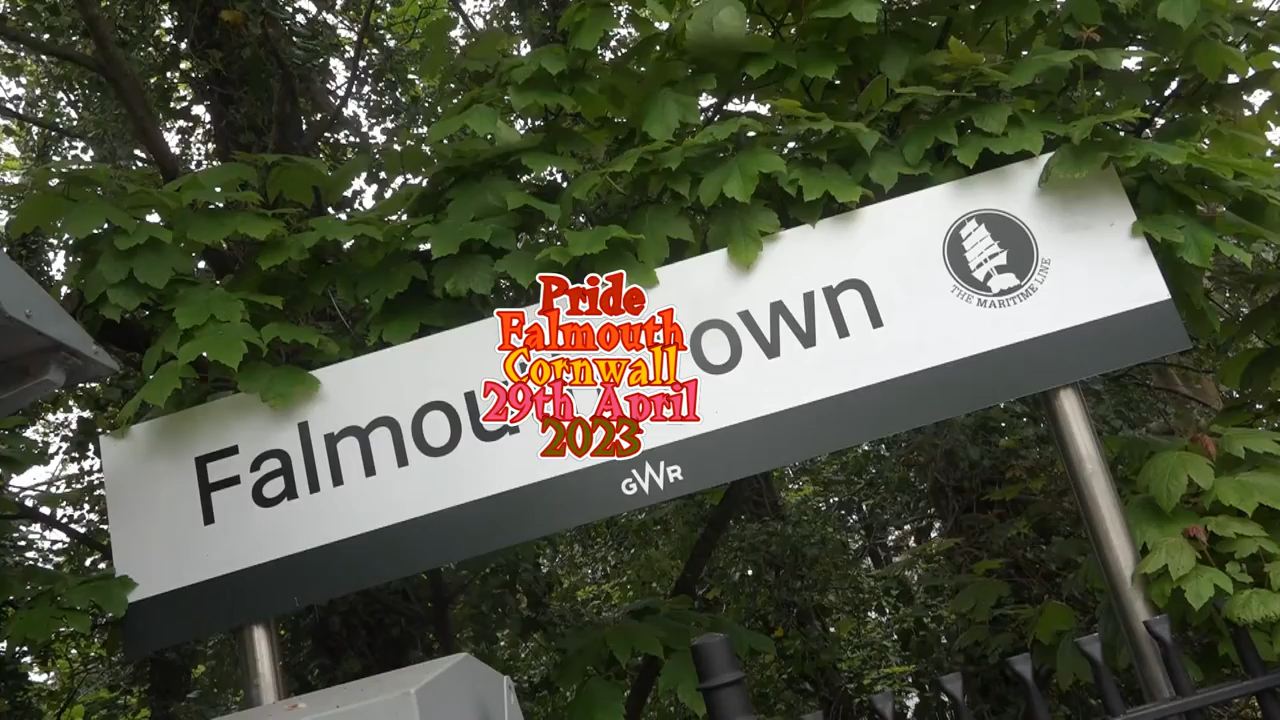 Pride
Falmouth
Cornwall
29th April
2023
Falmou own
THE MARITIME LINE
GWR